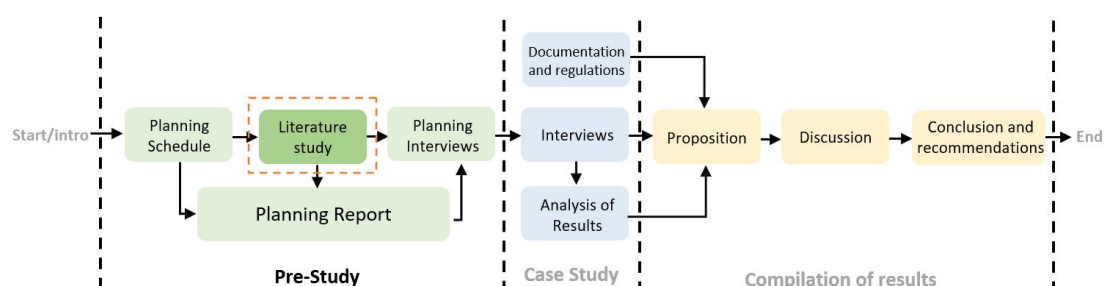 Start/intro
Planning
Schedule
Literature
study
Planning
Interviews
Planning Report
Pre-Study
Documentation
and regulations
Interviews
Analysis of
Results
Case Study
Proposition
Discussion
Conclusion and
recommendations
Compilation of results
End